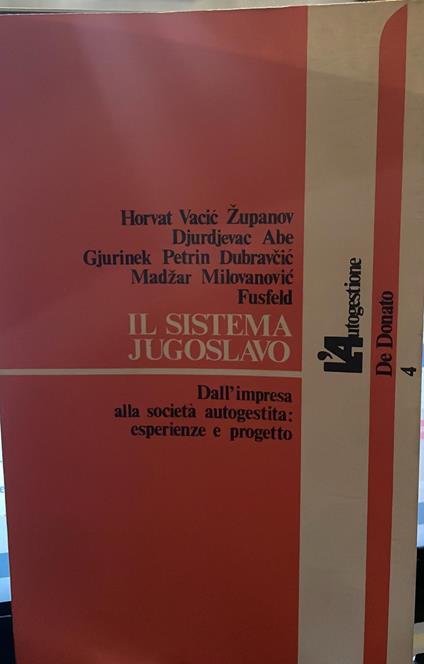 Horvat Vacić Županov
Djurdjevac Abe
Gjurinek Petrin Dubravčić
Madžar Milovanović
Fusfeld
IL SISTEMA
JUGOSLAVO
Dall'impresa
alla società autogestita:
esperienze e progetto
L'Autogestione
De Donato
4